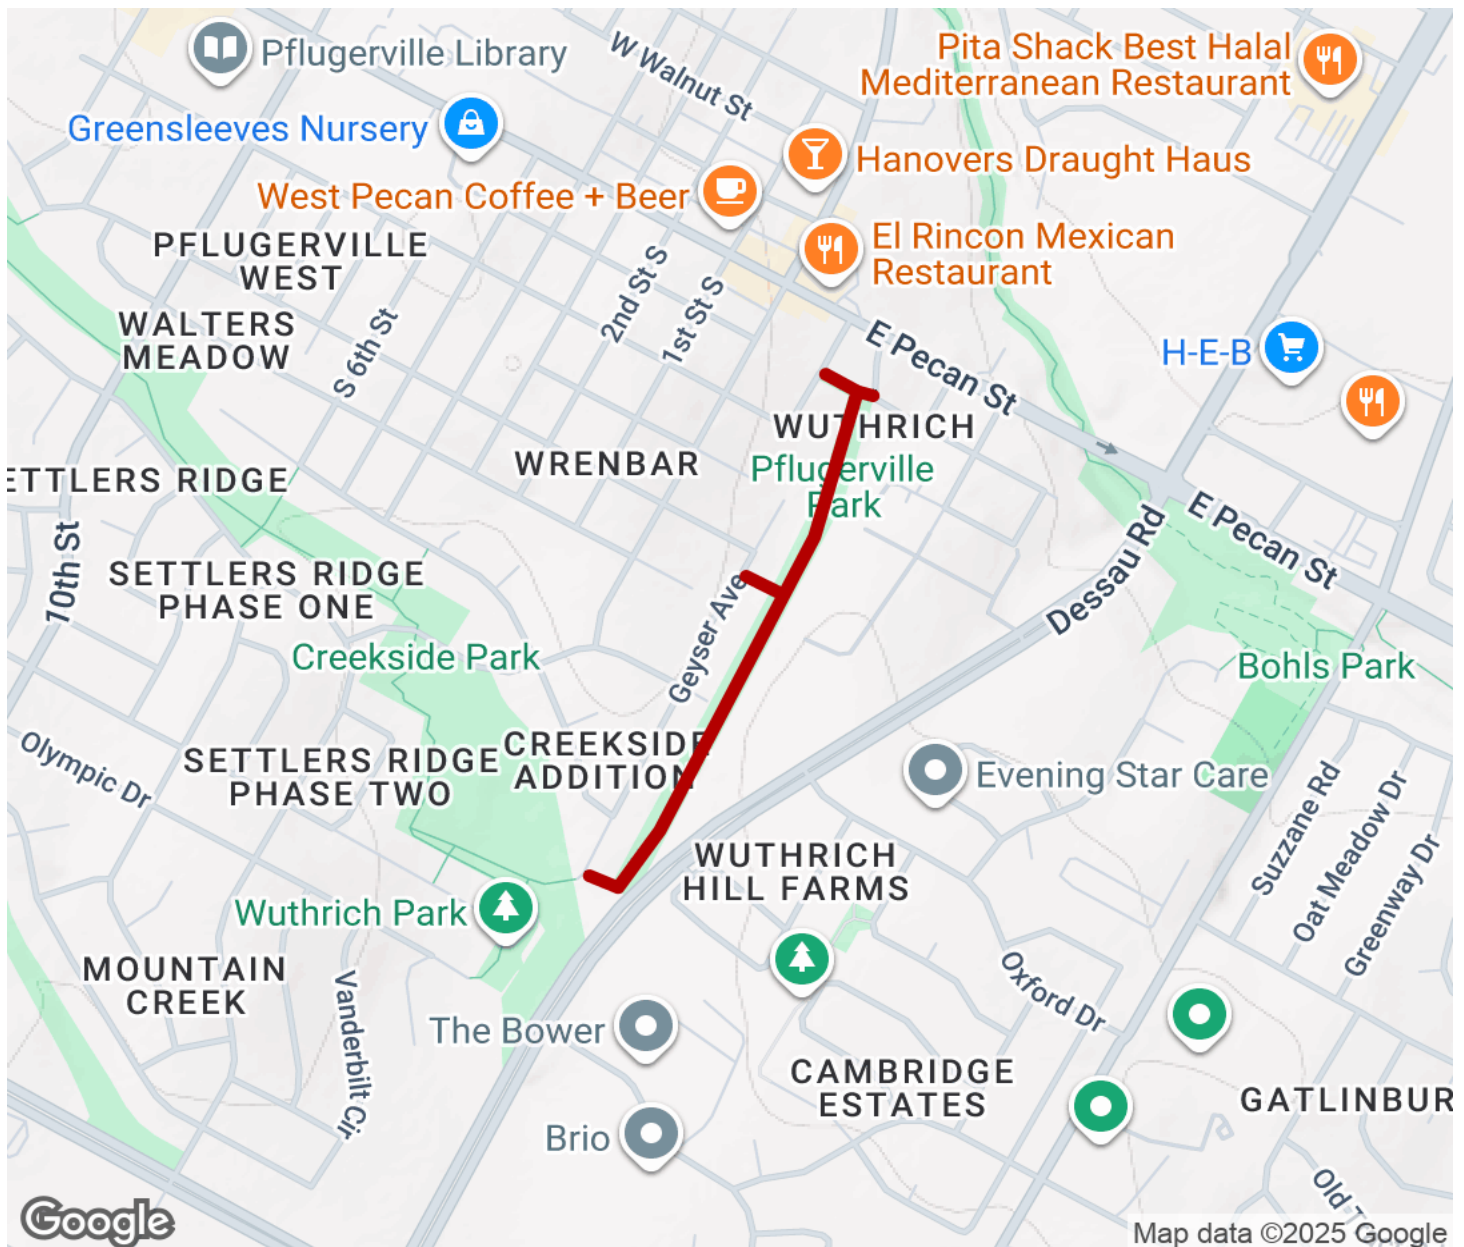 Pflugerville Library
W Walnut St
Pita Shack Best Halal
Mediterranean Restaurant
Greensleeves Nursery
Hanovers Draught Haus
West Pecan Coffee + Beer
El Rincon Mexican
Restaurant
PFLUGERVILLE
WEST
2nd St S
1st St S
WALTERS
MEADOW
S 6th St
E Pecan St
H-E-B
WUTHRICH
Pflugerville
Park
WRENBAR
ETTLERS RIDGE
10th St
E Pecan St
Dessau Rd
SETTLERS RIDGE
PHASE ONE
Geyser Ave
Creekside Park
Bohls Park
Olympic Dr
SETTLERS RIDGE
PHASE TWO
CREEKSIDE
ADDITION
Evening Star Care
Suzzane Rd
Oat Meadow Dr
Greenway Dr
WUTHRICH
HILL FARMS
Wuthrich Park
MOUNTAIN
CREEK
Vanderbilt Cir
Oxford Dr
The Bower
CAMBRIDGE
ESTATES
GATLINBUR
Brio
Old T
Google
Map data ©2025 Google